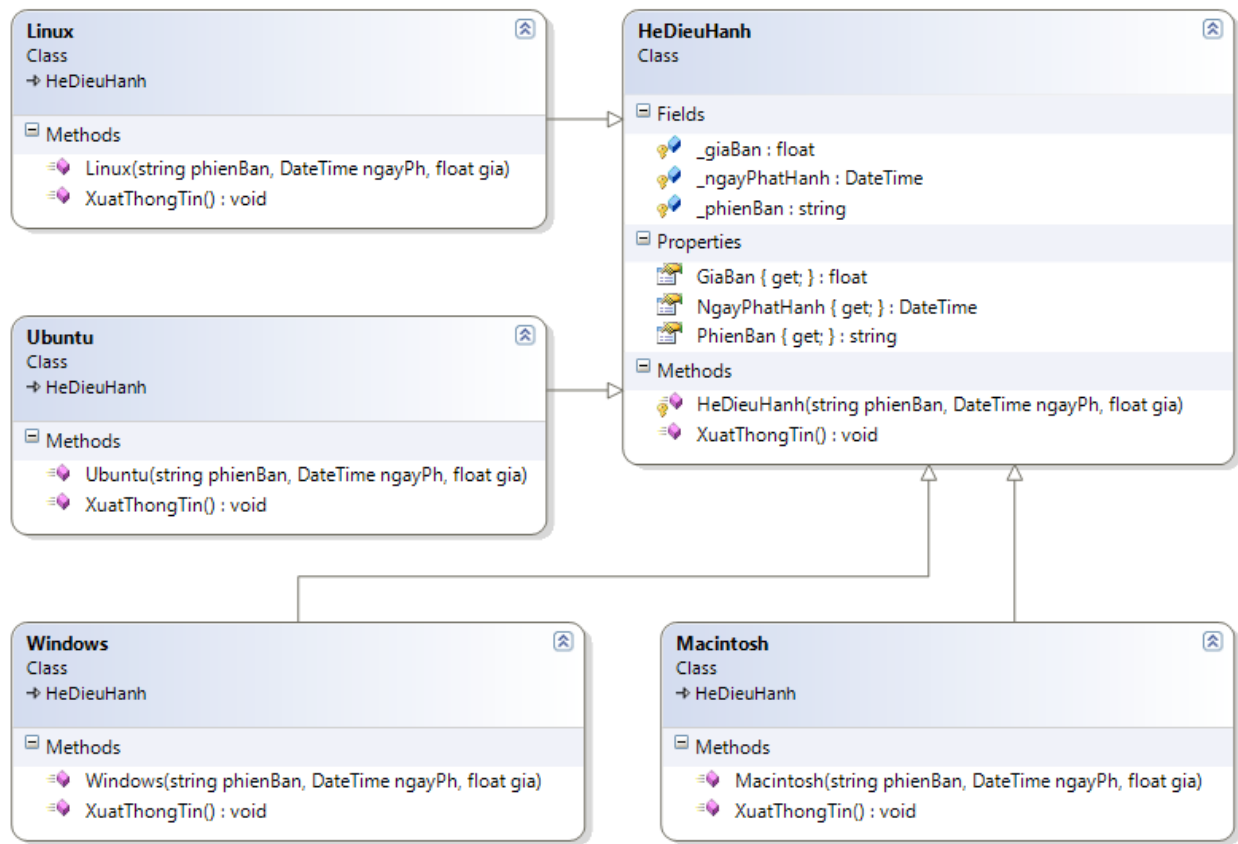 Linux
Class
HeDieuHanh
Methods
Linux(string phienBan, DateTime ngayPh, float gia)
XuatThongTin() : void
HeDieuHanh
Class
Fields
_giaBan : float
_ngayPhatHanh : DateTime
_phienBan : string
Properties
GiaBan { get; } : float
NgayPhatHanh { get; } : DateTime
PhienBan { get; } : string
Methods
HeDieuHanh(string phienBan, DateTime ngayPh, float gia)
XuatThongTin() : void
Ubuntu
Class
HeDieuHanh
Methods
Ubuntu(string phienBan, DateTime ngayPh, float gia)
XuatThongTin() : void
Windows
Class
HeDieuHanh
Methods
Windows(string phienBan, DateTime ngayPh, float gia)
XuatThongTin() : void
Macintosh
Class
HeDieuHanh
Methods
Macintosh(string phienBan, DateTime ngayPh, float gia)
XuatThongTin() : void